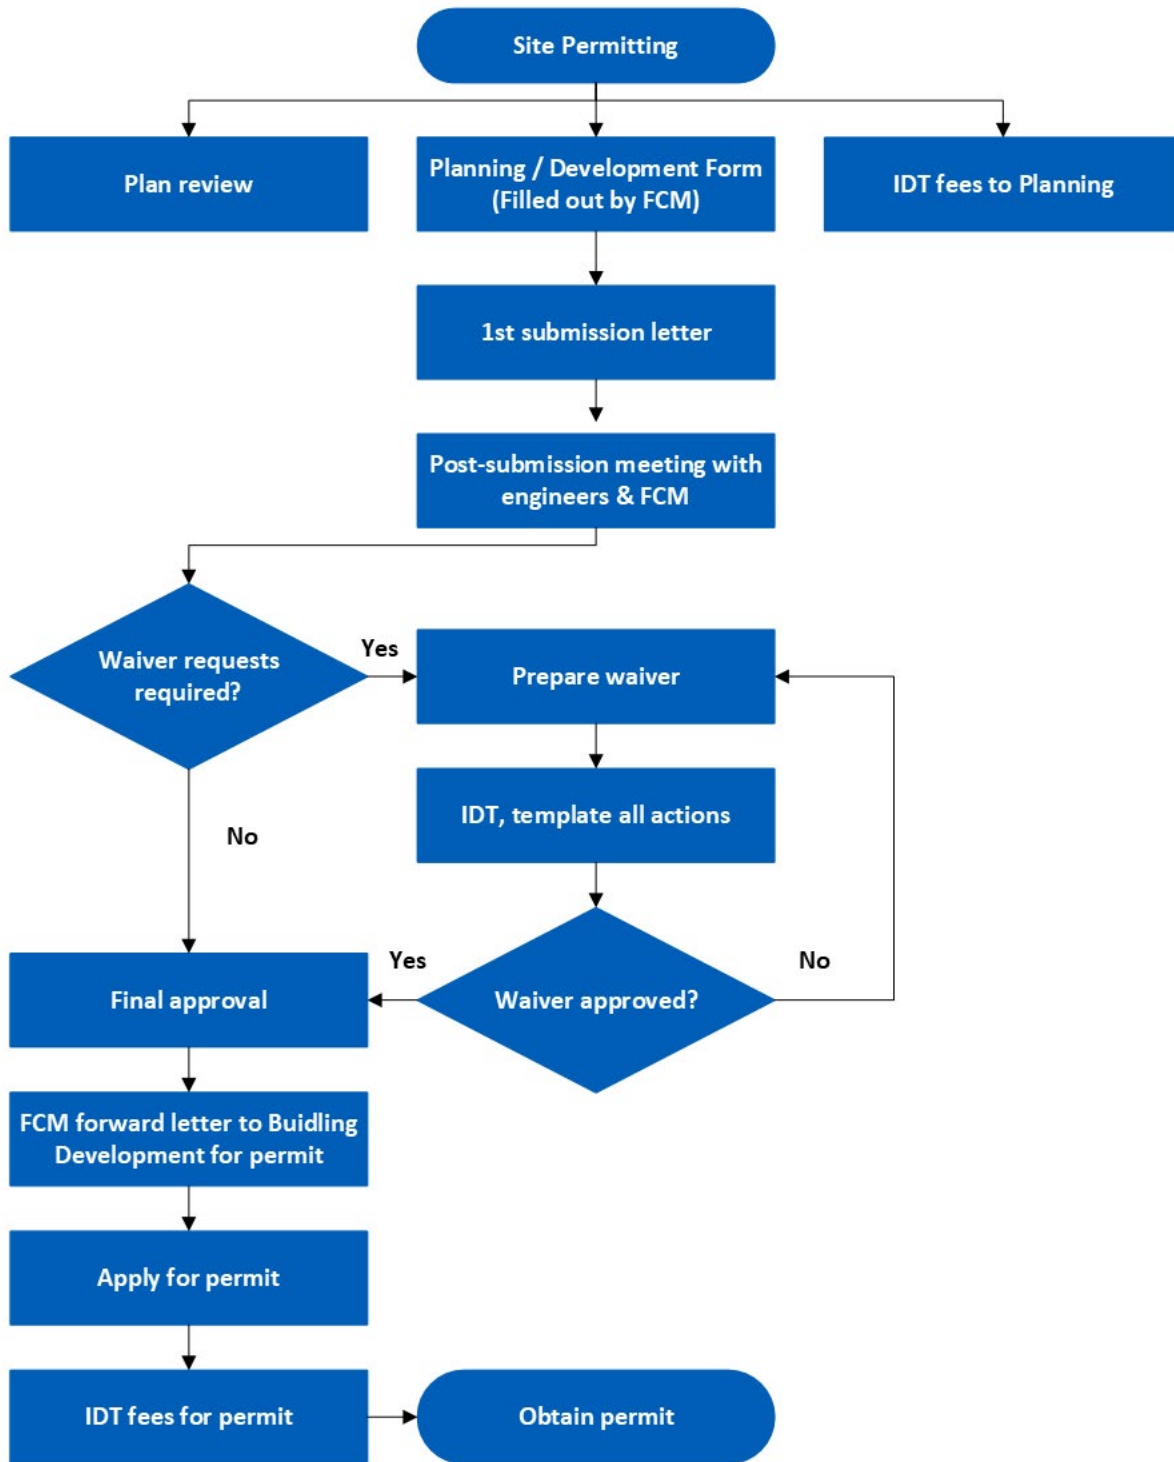 Site Permitting
Plan review
Planning / Development Form
(Filled out by FCM)
IDT fees to Planning
1st submission letter
Post-submission meeting with
engineers & FCM
Waiver requests
required?
Yes
Prepare waiver
IDT, template all actions
No
Yes
No
Final approval
Waiver approved?
FCM forward letter to Buidling
Development for permit
Apply for permit
IDT fees for permit
Obtain permit